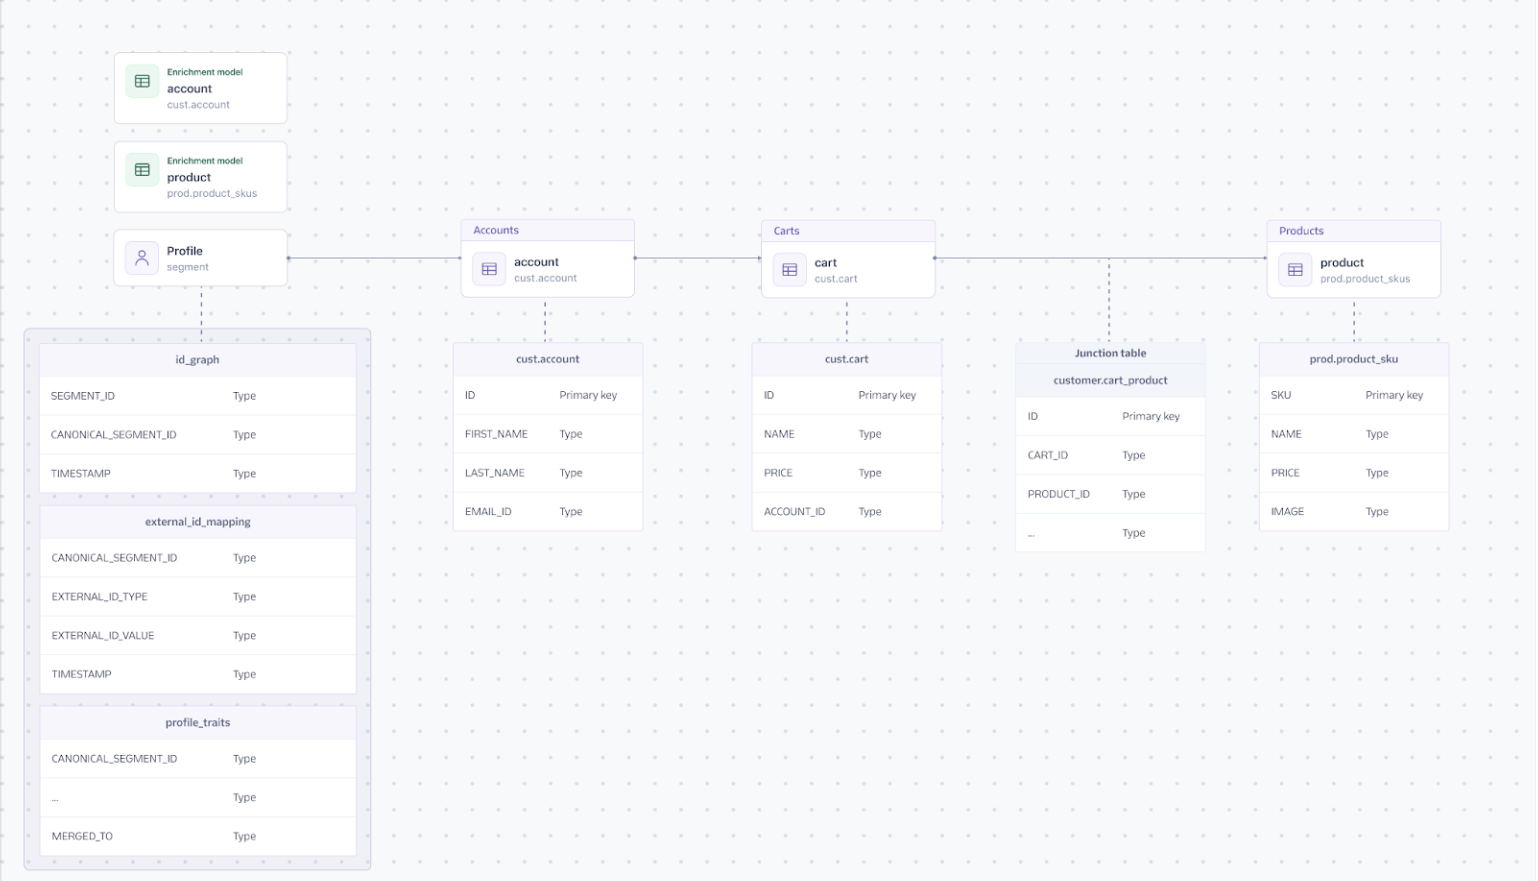 Enrichment model
account
cust.account
Enrichment model
product
prod.product_skus
Profile
segment
Accounts
account
cust.account
Carts
cart
cust.cart
Products
product
prod.product_skus
id_graph
SEGMENT_ID Type
CANONICAL_SEGMENT_ID Type
TIMESTAMP Type
external_id_mapping
CANONICAL_SEGMENT_ID Type
EXTERNAL_ID_TYPE Type
EXTERNAL_ID_VALUE Type
TIMESTAMP Type
profile_traits
CANONICAL_SEGMENT_ID Type
... Type
MERGED_TO Type
cust.account
ID Primary key
FIRST_NAME Type
LAST_NAME Type
EMAIL_ID Type
cust.cart
ID Primary key
NAME Type
PRICE Type
ACCOUNT_ID Type
Junction table
customer.cart_product
ID Primary key
CART_ID Type
PRODUCT_ID Type
... Type
prod.product_sku
SKU Primary key
NAME Type
PRICE Type
IMAGE Type